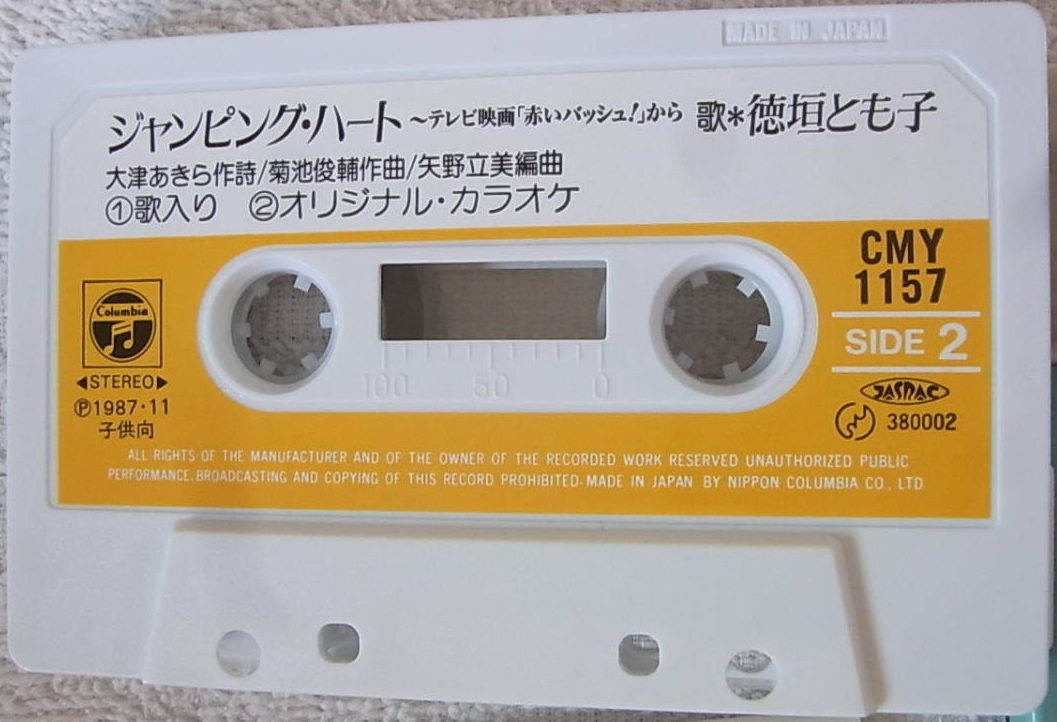 MADE IN JAPAN
ジャンピング・ハート ～テレビ映画「赤いバッシュ!」から 歌*徳垣とも子
大津あきら作詩/菊池俊輔作曲/矢野立美編曲
①歌入り ②オリジナル・カラオケ
CMY
1157
SIDE 2
Columbia
◀STEREO▶
Ⓟ1987・11
子供向
100 50 0
JASRAC
380002
ALL RIGHTS OF THE MANUFACTURER AND OF THE OWNER OF THE RECORDED WORK RESERVED UNAUTHORIZED PUBLIC
PERFORMANCE. BROADCASTING AND COPYING OF THIS RECORD PROHIBITED・MADE IN JAPAN BY NIPPON COLUMBIA CO., LTD.